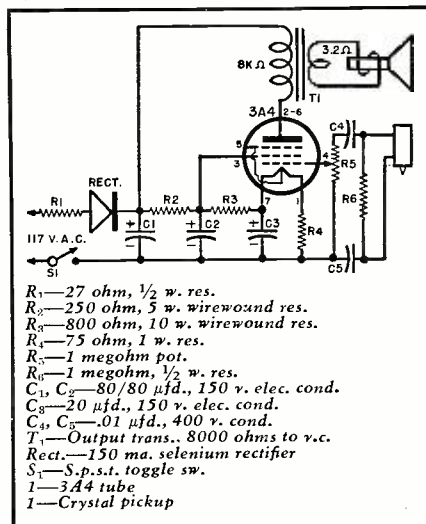 3.2Ω
8KΩ
T1
3A4
2-6
5
3
4
7
1
C4
R5
R6
C5
V
R1
RECT.
R2
R3
C1
C2
C3
R4
117 V.A.C.
S1
R₁—27 ohm, ½ w. res.
R₂—250 ohm, 5 w. wirewound res.
R₃—800 ohm, 10 w. wirewound res.
R₄—75 ohm, 1 w. res.
R₅—1 megohm pot.
R₆—1 megohm, ½ w. res.
C₁, C₂—80/80 μfd., 150 v. elec. cond.
C₃—20 μfd., 150 v. elec. cond.
C₄, C₅—.01 μfd., 400 v. cond.
T₁—Output trans., 8000 ohms to v.c.
Rect.—150 ma. selenium rectifier
S₁—S.p.s.t. toggle sw.
1—3A4 tube
1—Crystal pickup